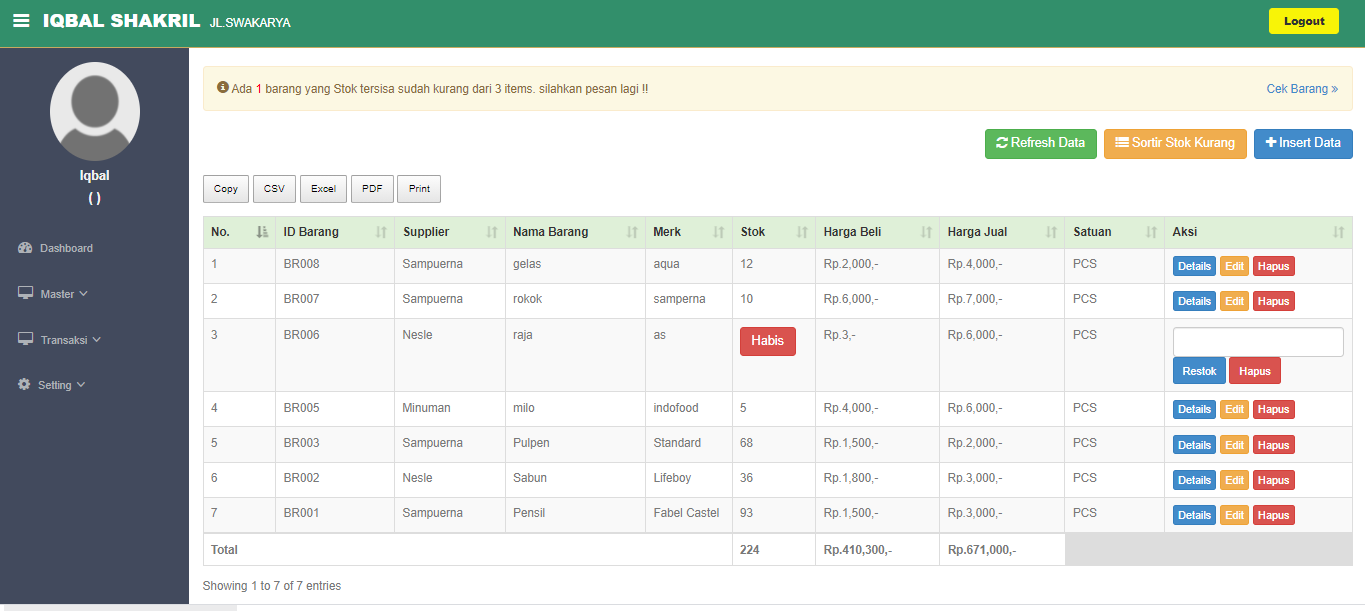 IQBAL SHAKRIL JL.SWAKARYA Logout
Iqbal
( )
Dashboard
Master
Transaksi
Setting
Ada 1 barang yang Stok tersisa sudah kurang dari 3 items. silahkan pesan lagi !! Cek Barang »
Refresh Data Sortir Stok Kurang Insert Data
Copy CSV Excel PDF Print
No. ID Barang Supplier Nama Barang Merk Stok Harga Beli Harga Jual Satuan Aksi
1 BR008 Sampuerna gelas aqua 12 Rp.2,000,- Rp.4,000,- PCS Details Edit Hapus
2 BR007 Sampuerna rokok samperna 10 Rp.6,000,- Rp.7,000,- PCS Details Edit Hapus
3 BR006 Nesle raja as Habis Rp.3,- Rp.6,000,- PCS
Restok Hapus
4 BR005 Minuman milo indofood 5 Rp.4,000,- Rp.6,000,- PCS Details Edit Hapus
5 BR003 Sampuerna Pulpen Standard 68 Rp.1,500,- Rp.2,000,- PCS Details Edit Hapus
6 BR002 Nesle Sabun Lifeboy 36 Rp.1,800,- Rp.3,000,- PCS Details Edit Hapus
7 BR001 Sampuerna Pensil Fabel Castel 93 Rp.1,500,- Rp.3,000,- PCS Details Edit Hapus
Total 224 Rp.410,300,- Rp.671,000,-
Showing 1 to 7 of 7 entries